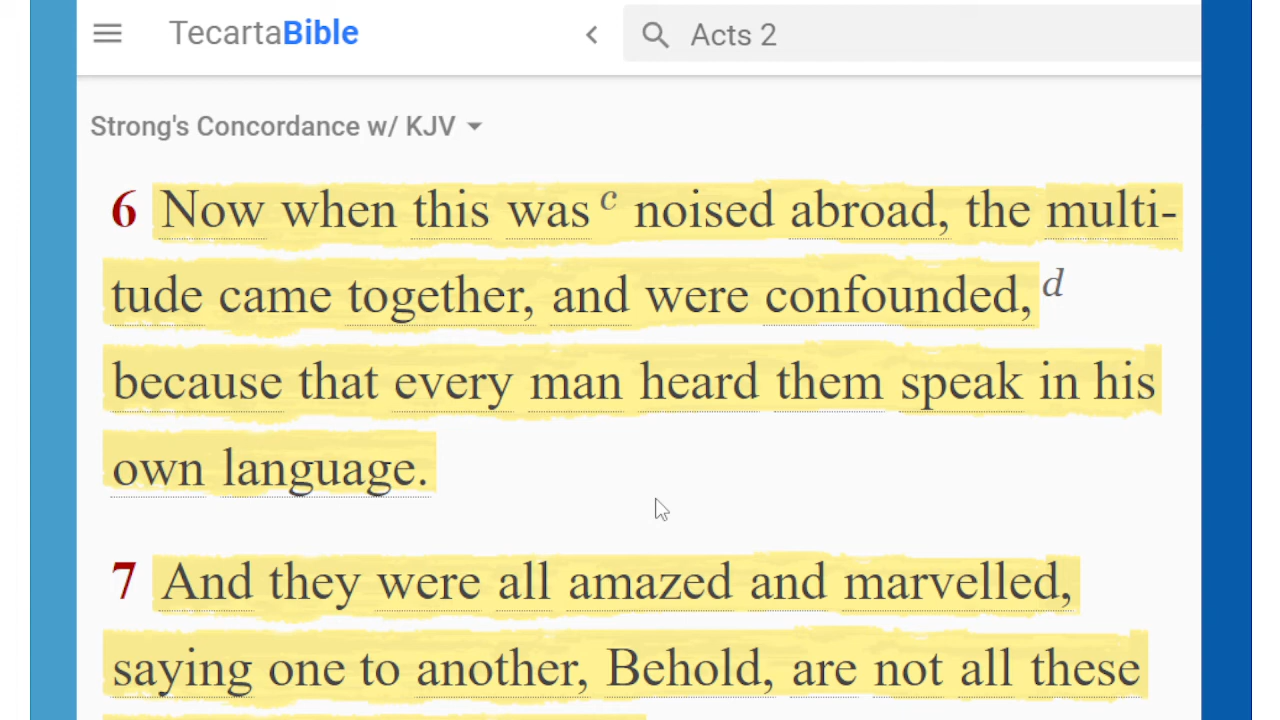 TecartaBible
Acts 2
Strong's Concordance w/ KJV
6 Now when this was c noised abroad, the multi-
tude came together, and were confounded, d
because that every man heard them speak in his
own language.
7 And they were all amazed and marvelled,
saying one to another, Behold, are not all these